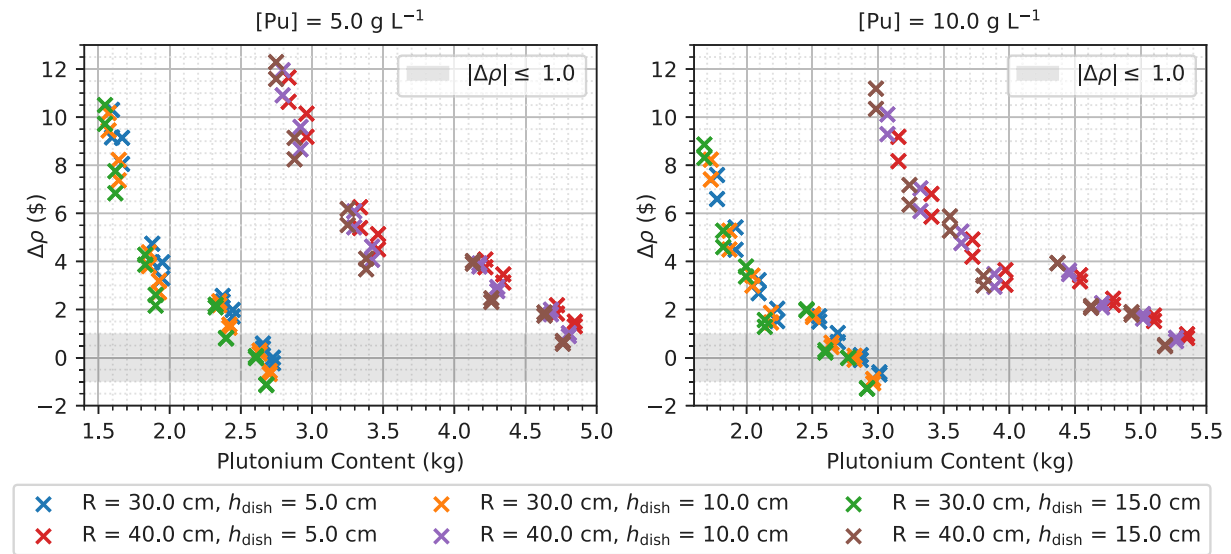 [Pu] = 5.0 g L⁻¹
[Pu] = 10.0 g L⁻¹
12
10
8
6
4
2
0
−2
Δρ ($)
|Δρ| ≤ 1.0
1.5 2.0 2.5 3.0 3.5 4.0 4.5 5.0
Plutonium Content (kg)
12
10
8
6
4
2
0
−2
Δρ ($)
|Δρ| ≤ 1.0
2.0 2.5 3.0 3.5 4.0 4.5 5.0 5.5
Plutonium Content (kg)
R = 30.0 cm, h_dish = 5.0 cm
R = 30.0 cm, h_dish = 10.0 cm
R = 30.0 cm, h_dish = 15.0 cm
R = 40.0 cm, h_dish = 5.0 cm
R = 40.0 cm, h_dish = 10.0 cm
R = 40.0 cm, h_dish = 15.0 cm